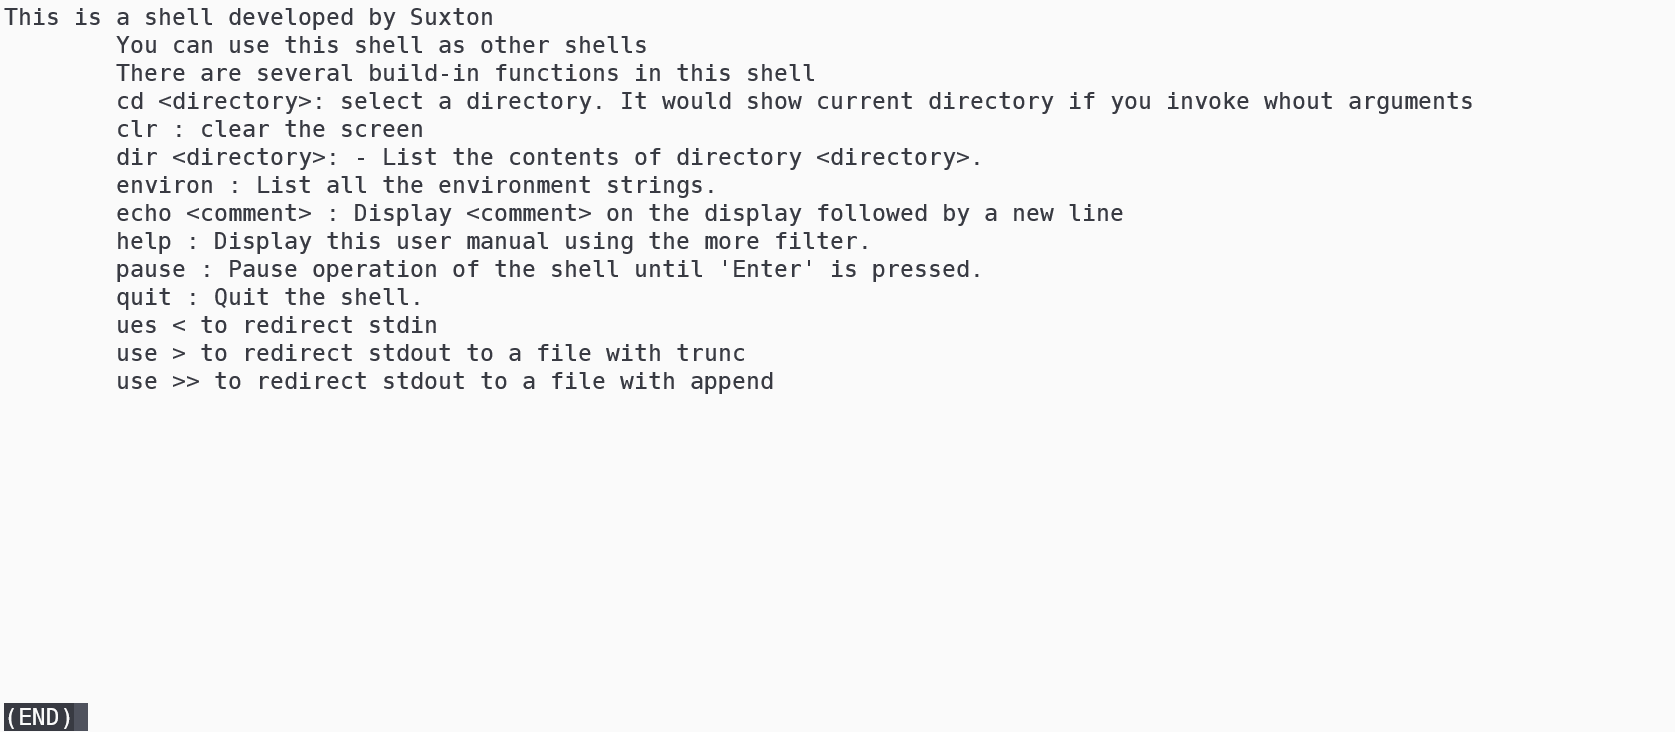 This is a shell developed by Suxton
You can use this shell as other shells
There are several build-in functions in this shell
cd <directory>: select a directory. It would show current directory if you invoke whout arguments
clr : clear the screen
dir <directory>: - List the contents of directory <directory>.
environ : List all the environment strings.
echo <comment> : Display <comment> on the display followed by a new line
help : Display this user manual using the more filter.
pause : Pause operation of the shell until 'Enter' is pressed.
quit : Quit the shell.
ues < to redirect stdin
use > to redirect stdout to a file with trunc
use >> to redirect stdout to a file with append
(END)